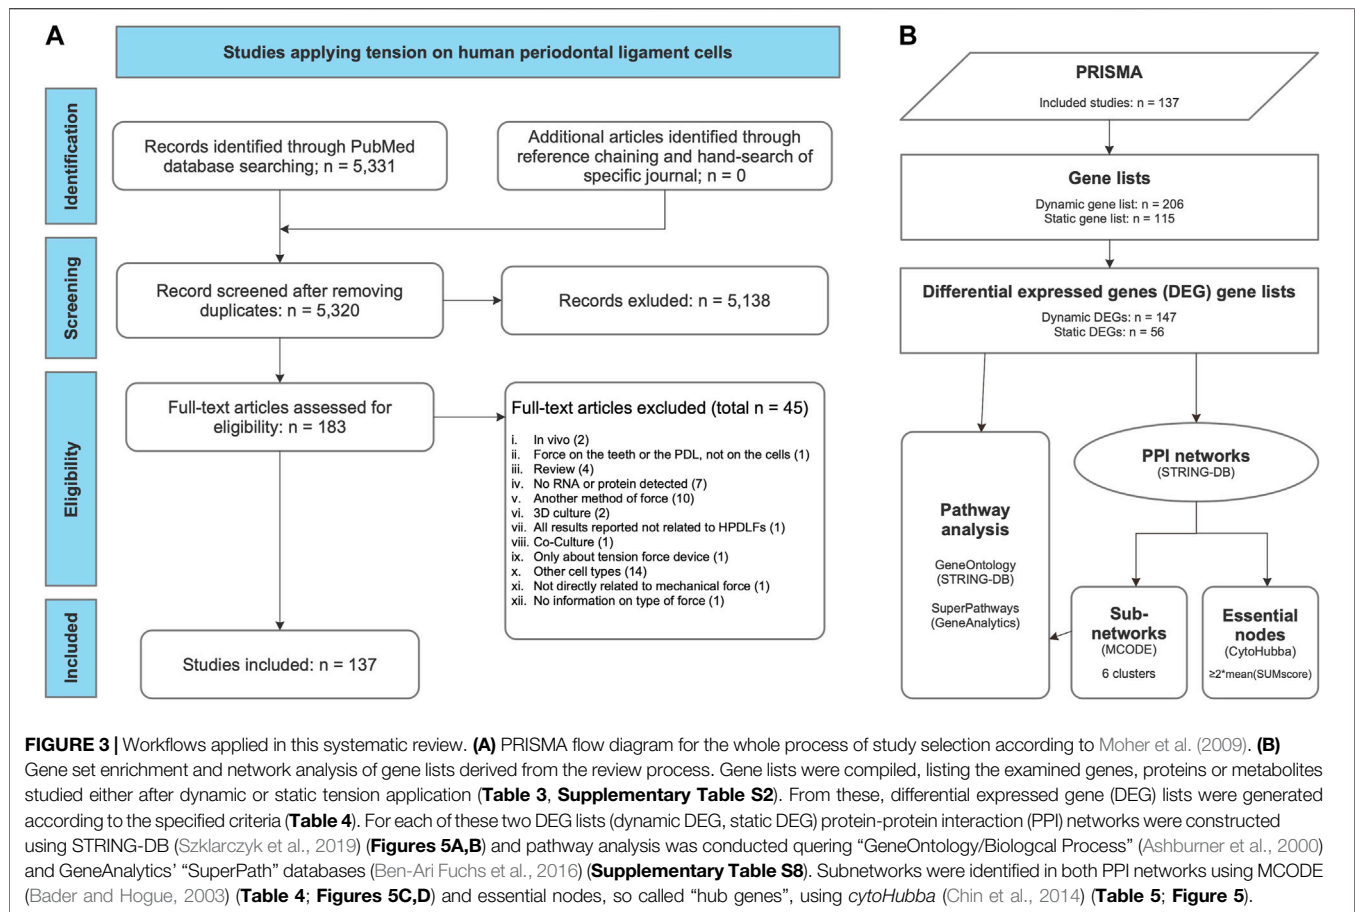 A
Studies applying tension on human periodontal ligament cells
Identification
Records identified through PubMed
database searching; n = 5,331
Additional articles identified through
reference chaining and hand-search of
specific journal; n = 0
Screening
Record screened after removing
duplicates: n = 5,320
Records exluded: n = 5,138
Eligibility
Full-text articles assessed for
eligibility: n = 183
Full-text articles excluded (total n = 45)
i. In vivo (2)
ii. Force on the teeth or the PDL, not on the cells (1)
iii. Review (4)
iv. No RNA or protein detected (7)
v. Another method of force (10)
vi. 3D culture (2)
vii. All results reported not related to HPDLFs (1)
viii. Co-Culture (1)
ix. Only about tension force device (1)
x. Other cell types (14)
xi. Not directly related to mechanical force (1)
xii. No information on type of force (1)
Included
Studies included: n = 137
B
PRISMA
Included studies: n = 137
Gene lists
Dynamic gene list: n = 206
Static gene list: n = 115
Differential expressed genes (DEG) gene lists
Dynamic DEGs: n = 147
Static DEGs: n = 56
Pathway
analysis
GeneOntology
(STRING-DB)
SuperPathways
(GeneAnalytics)
PPI networks
(STRING-DB)
Sub-
networks
(MCODE)
6 clusters
Essential
nodes
(CytoHubba)
≥2*mean(SUMscore)
FIGURE 3 | Workflows applied in this systematic review. (A) PRISMA flow diagram for the whole process of study selection according to Moher et al. (2009). (B)
Gene set enrichment and network analysis of gene lists derived from the review process. Gene lists were compiled, listing the examined genes, proteins or metabolites
studied either after dynamic or static tension application (Table 3, Supplementary Table S2). From these, differential expressed gene (DEG) lists were generated
according to the specified criteria (Table 4). For each of these two DEG lists (dynamic DEG, static DEG) protein-protein interaction (PPI) networks were constructed
using STRING-DB (Szklarczyk et al., 2019) (Figures 5A,B) and pathway analysis was conducted quering “GeneOntology/Biologcal Process” (Ashburner et al., 2000)
and GeneAnalytics’ “SuperPath” databases (Ben-Ari Fuchs et al., 2016) (Supplementary Table S8). Subnetworks were identified in both PPI networks using MCODE
(Bader and Hogue, 2003) (Table 4; Figures 5C,D) and essential nodes, so called “hub genes”, using cytoHubba (Chin et al., 2014) (Table 5; Figure 5).